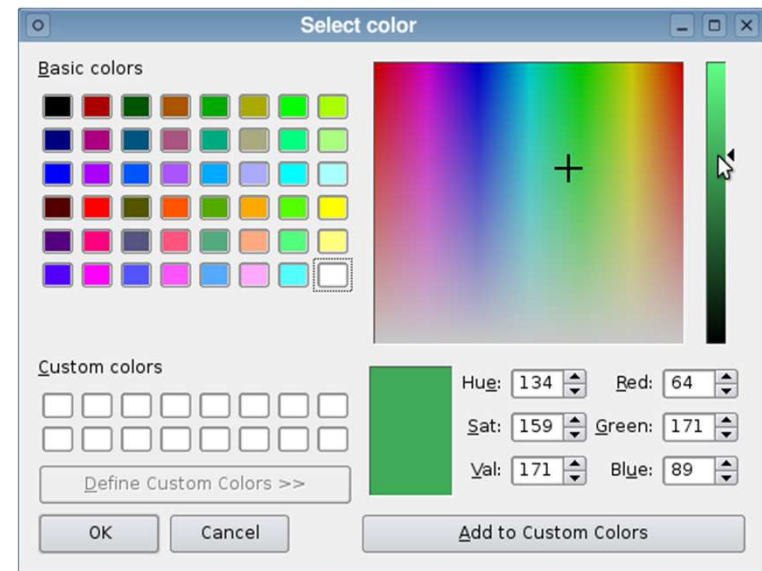 Select color
Basic colors
Custom colors
Define Custom Colors >>
Hue: 134 Red: 64
Sat: 159 Green: 171
Val: 171 Blue: 89
OK Cancel Add to Custom Colors